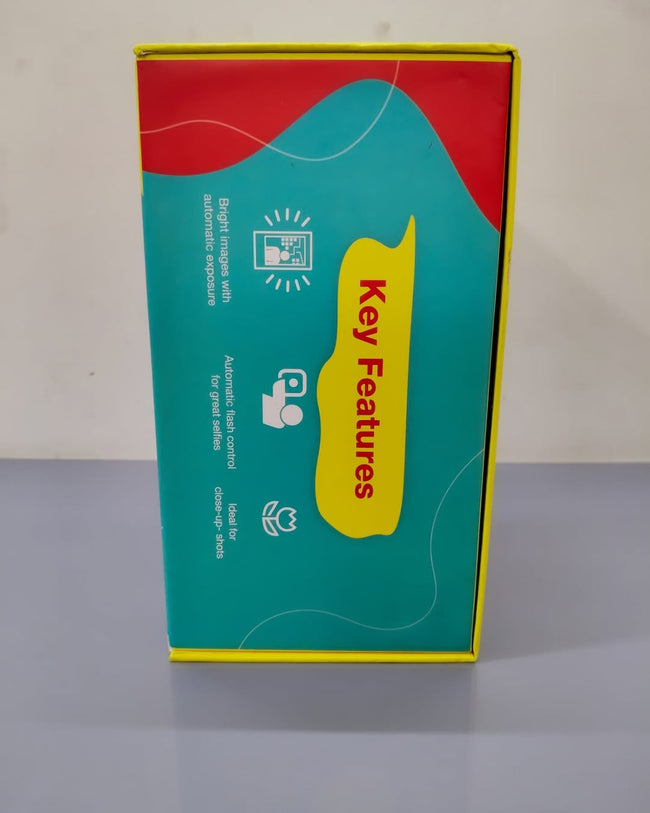 Key Features
Bright images with
automatic exposure
Automatic flash control
for great selfies
Ideal for
close-up- shots